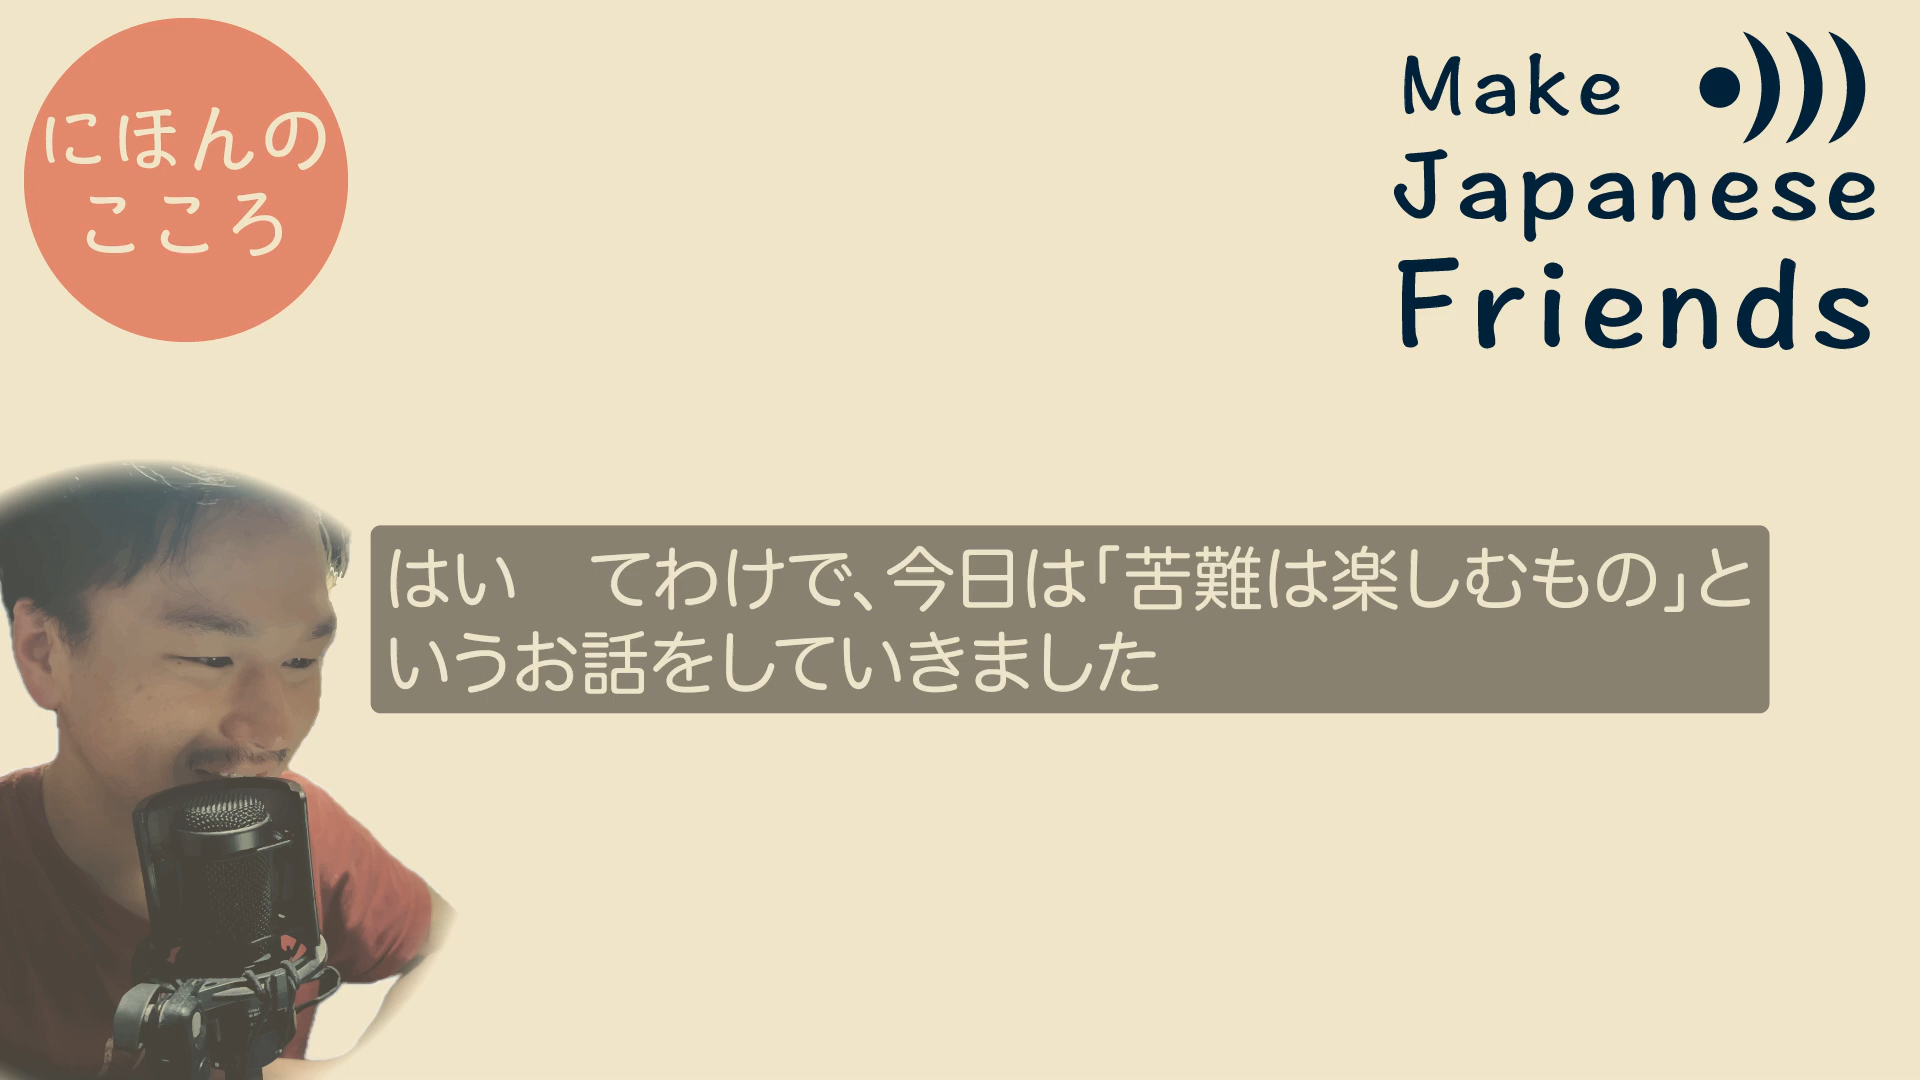 にほんの
こころ
Make
Japanese
Friends
はい　てわけで、今日は「苦難は楽しむもの」と
いうお話をしていきました